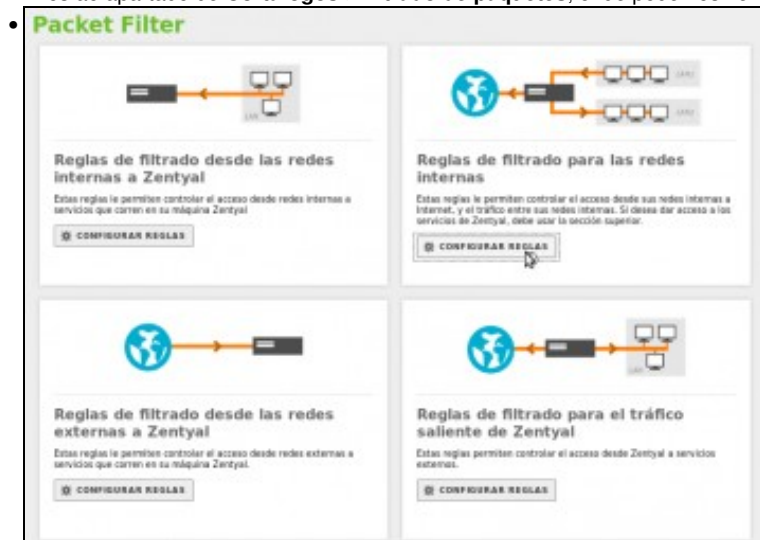 Packet Filter
LAN
Reglas de filtrado desde las redes
internas a Zentyal
Estas reglas le permiten controlar el acceso desde redes internas a
servicios que corren en su máquina Zentyal
CONFIGURAR REGLAS
LAN1
LAN2
Reglas de filtrado para las redes
internas
Estas reglas le permiten controlar el acceso desde sus redes internas a
Internet, y el tráfico entre sus redes internas. Si desea dar acceso a los
servicios de Zentyal, debe usar la sección superior.
CONFIGURAR REGLAS
Reglas de filtrado desde las redes
externas a Zentyal
Estas reglas le permiten controlar el acceso desde redes externas a
servicios que corren en su máquina Zentyal.
CONFIGURAR REGLAS
LAN
Reglas de filtrado para el tráfico
saliente de Zentyal
Estas reglas permiten controlar el acceso desde Zentyal a servicios
externos.
CONFIGURAR REGLAS